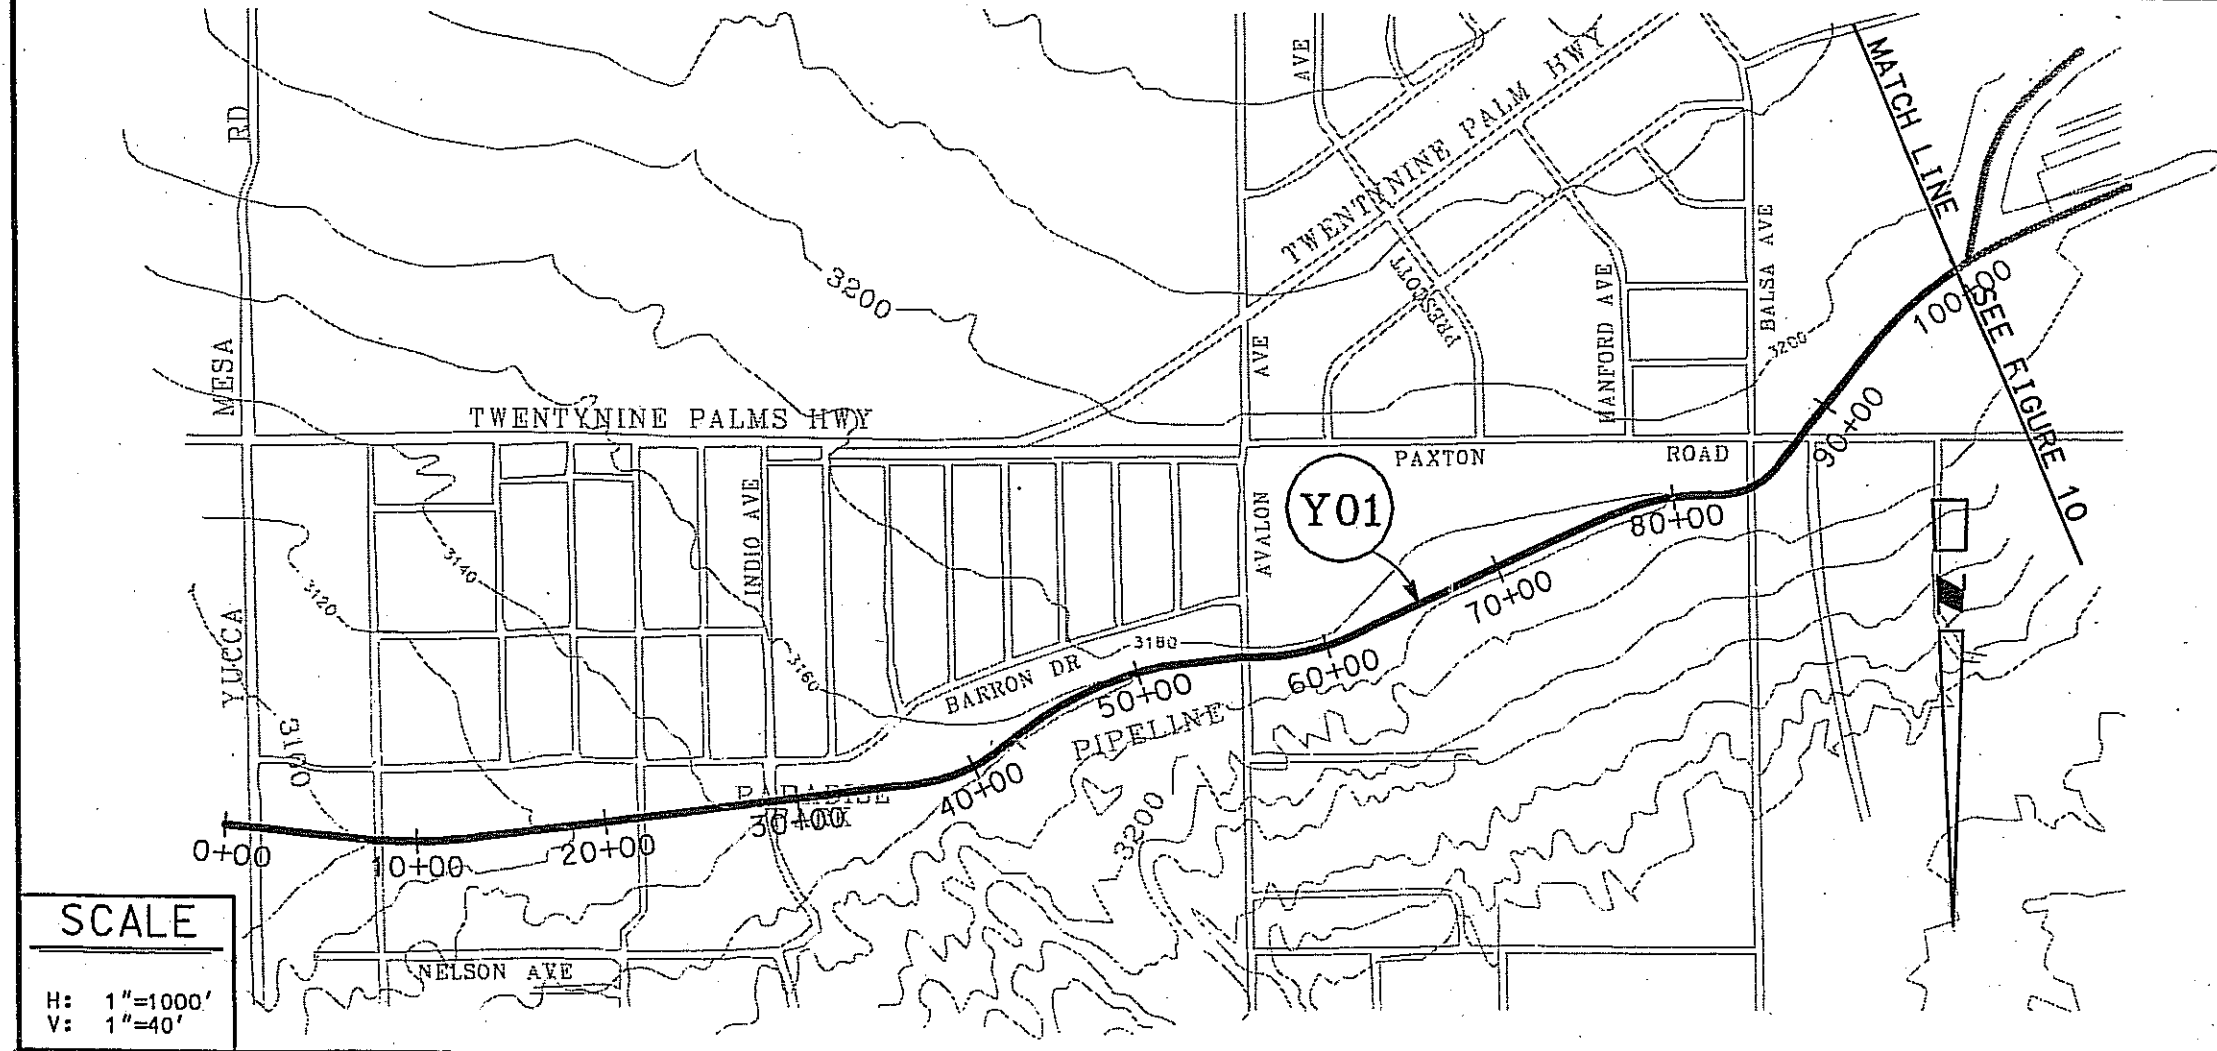 MATCH LINE
SEE FIGURE 10
AVE
TWENTYNINE PALM HWY
RD
MESA
3200
PRESCOTT
HANFORD AVE
BALSA AVE
3200
100+00
AVE
TWENTYNINE PALMS HWY
90+00
PAXTON ROAD
INDIO AVE
AVALON
Y01
80+00
3140
3120
70+00
YUCCA
3160
3180
BARRON DR
60+00
50+00
PIPELINE
3100
PARADISE
PARK
40+00
30+00
3200
0+00
10+00
20+00
SCALE
NELSON AVE
H: 1"=1000'
V: 1"=40'